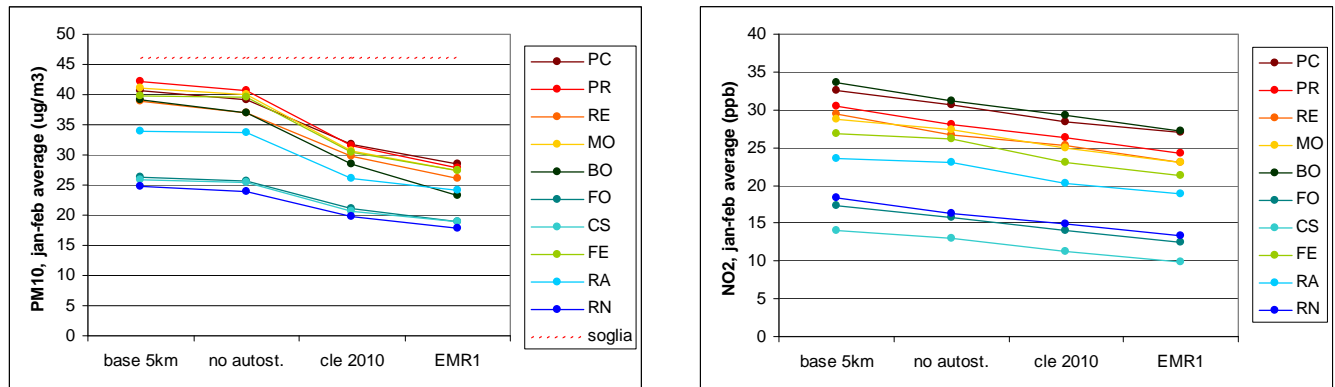 PM10, jan-feb average (ug/m3)
50
45
40
35
30
25
20
15
10
5
0
base 5km no autost. cle 2010 EMR1
PC
PR
RE
MO
BO
FO
CS
FE
RA
RN
soglia
NO2, jan-feb average (ppb)
40
35
30
25
20
15
10
5
0
base 5km no autost. cle 2010 EMR1
PC
PR
RE
MO
BO
FO
CS
FE
RA
RN